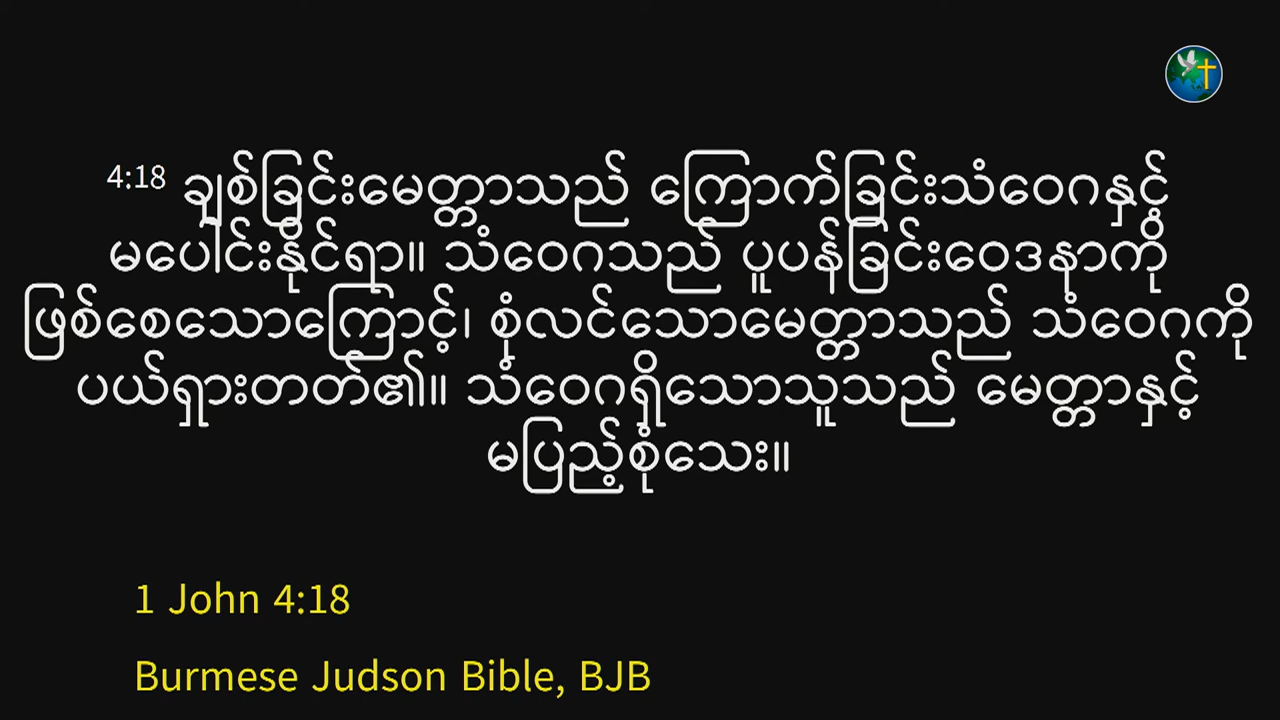 4:18 ချစ်ခြင်းမေတ္တာသည် ကြောက်ခြင်းသံဝေဂနှင့်
မပေါင်းနိုင်ရာ။ သံဝေဂသည် ပူပန်ခြင်းဝေဒနာကို
ဖြစ်စေသောကြောင့်၊ စုံလင်သောမေတ္တာသည် သံဝေဂကို
ပယ်ရှားတတ်၏။ သံဝေဂရှိသောသူသည် မေတ္တာနှင့်
မပြည့်စုံသေး။
1 John 4:18
Burmese Judson Bible, BJB